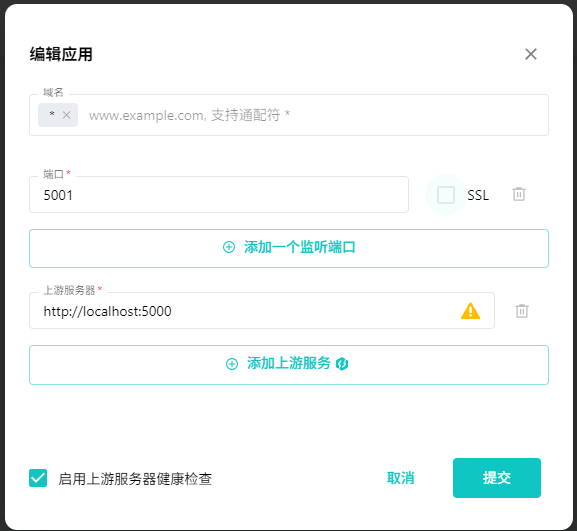 编辑应用
域名
* www.example.com, 支持通配符 *
端口 *
5001 SSL
添加一个监听端口
上游服务器 *
http://localhost:5000
添加上游服务
启用上游服务器健康检查 取消 提交